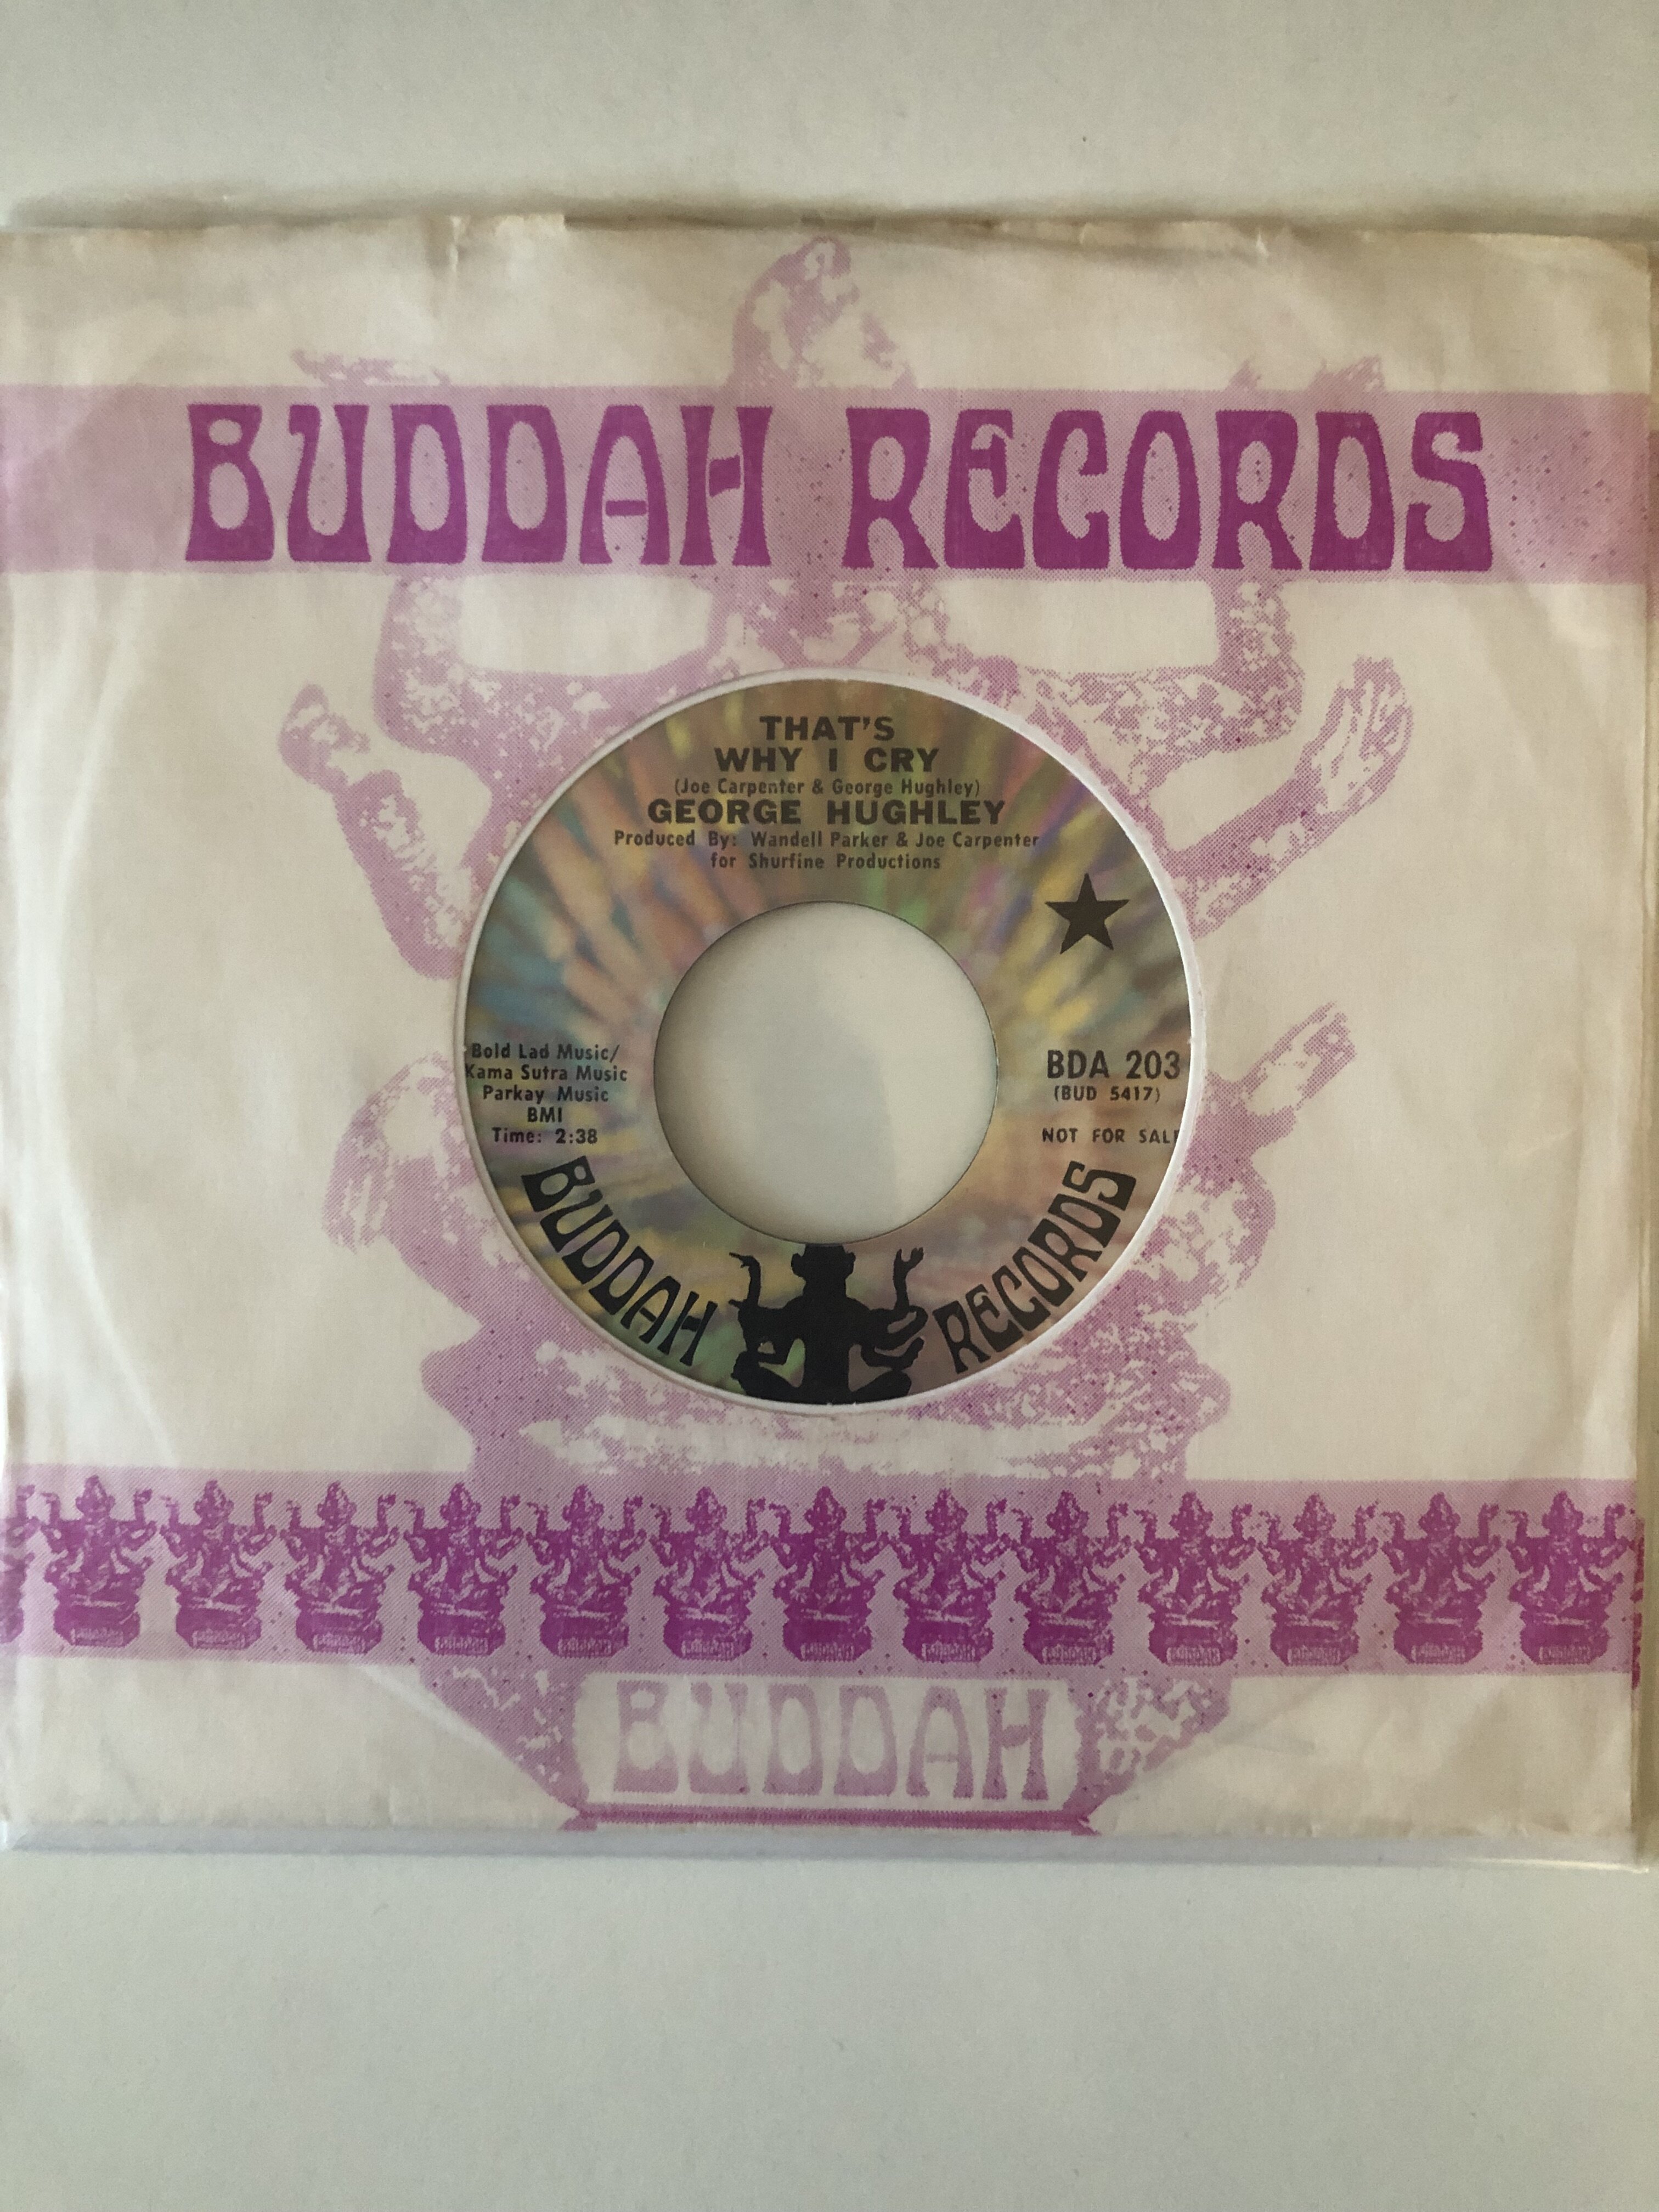 BUDDAH RECORDS
THAT'S
WHY I CRY
(Joe Carpenter & George Hughley)
GEORGE HUGHLEY
Produced By: Wandell Parker & Joe Carpenter
for Shurfine Productions
Bold Lad Music/
Kama Sutra Music
Parkay Music
BMI
Time: 2:38
BDA 203
(BUD 5417)
NOT FOR SALE
BUDDAH RECORDS
BUDDAH